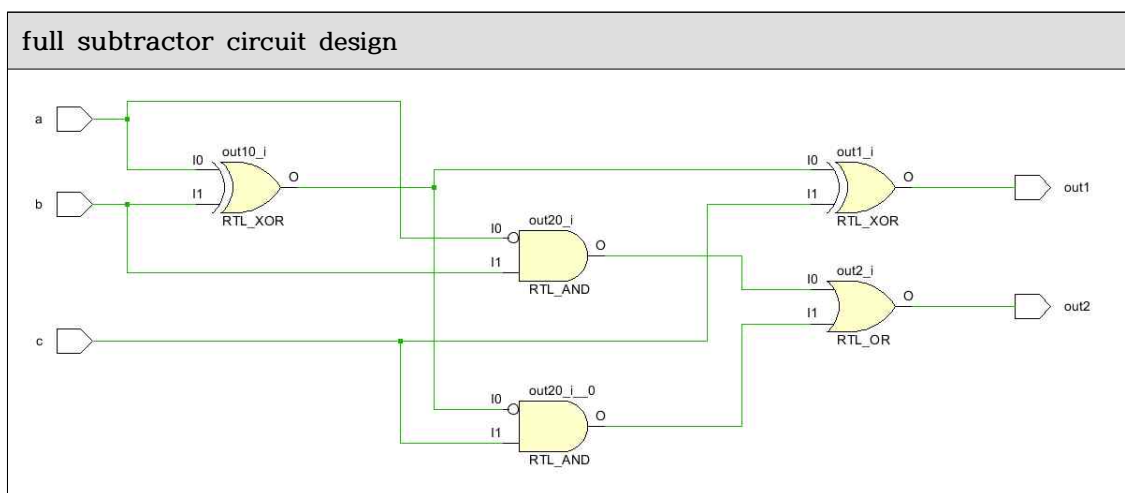 full subtractor circuit design
a
b
c
out10_i
I0
I1
O
RTL_XOR
out20_i
I0
I1
O
RTL_AND
out20_i__0
I0
I1
O
RTL_AND
out1_i
I0
I1
O
RTL_XOR
out1
out2_i
I0
I1
O
RTL_OR
out2